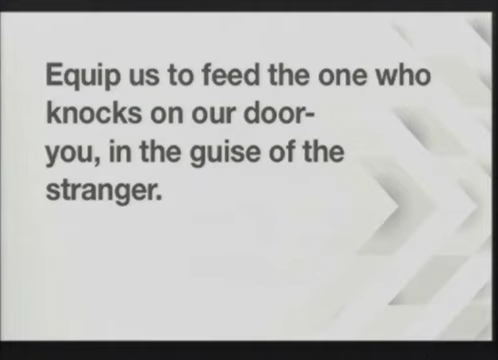 Equip us to feed the one who
knocks on our door-
you, in the guise of the
stranger.